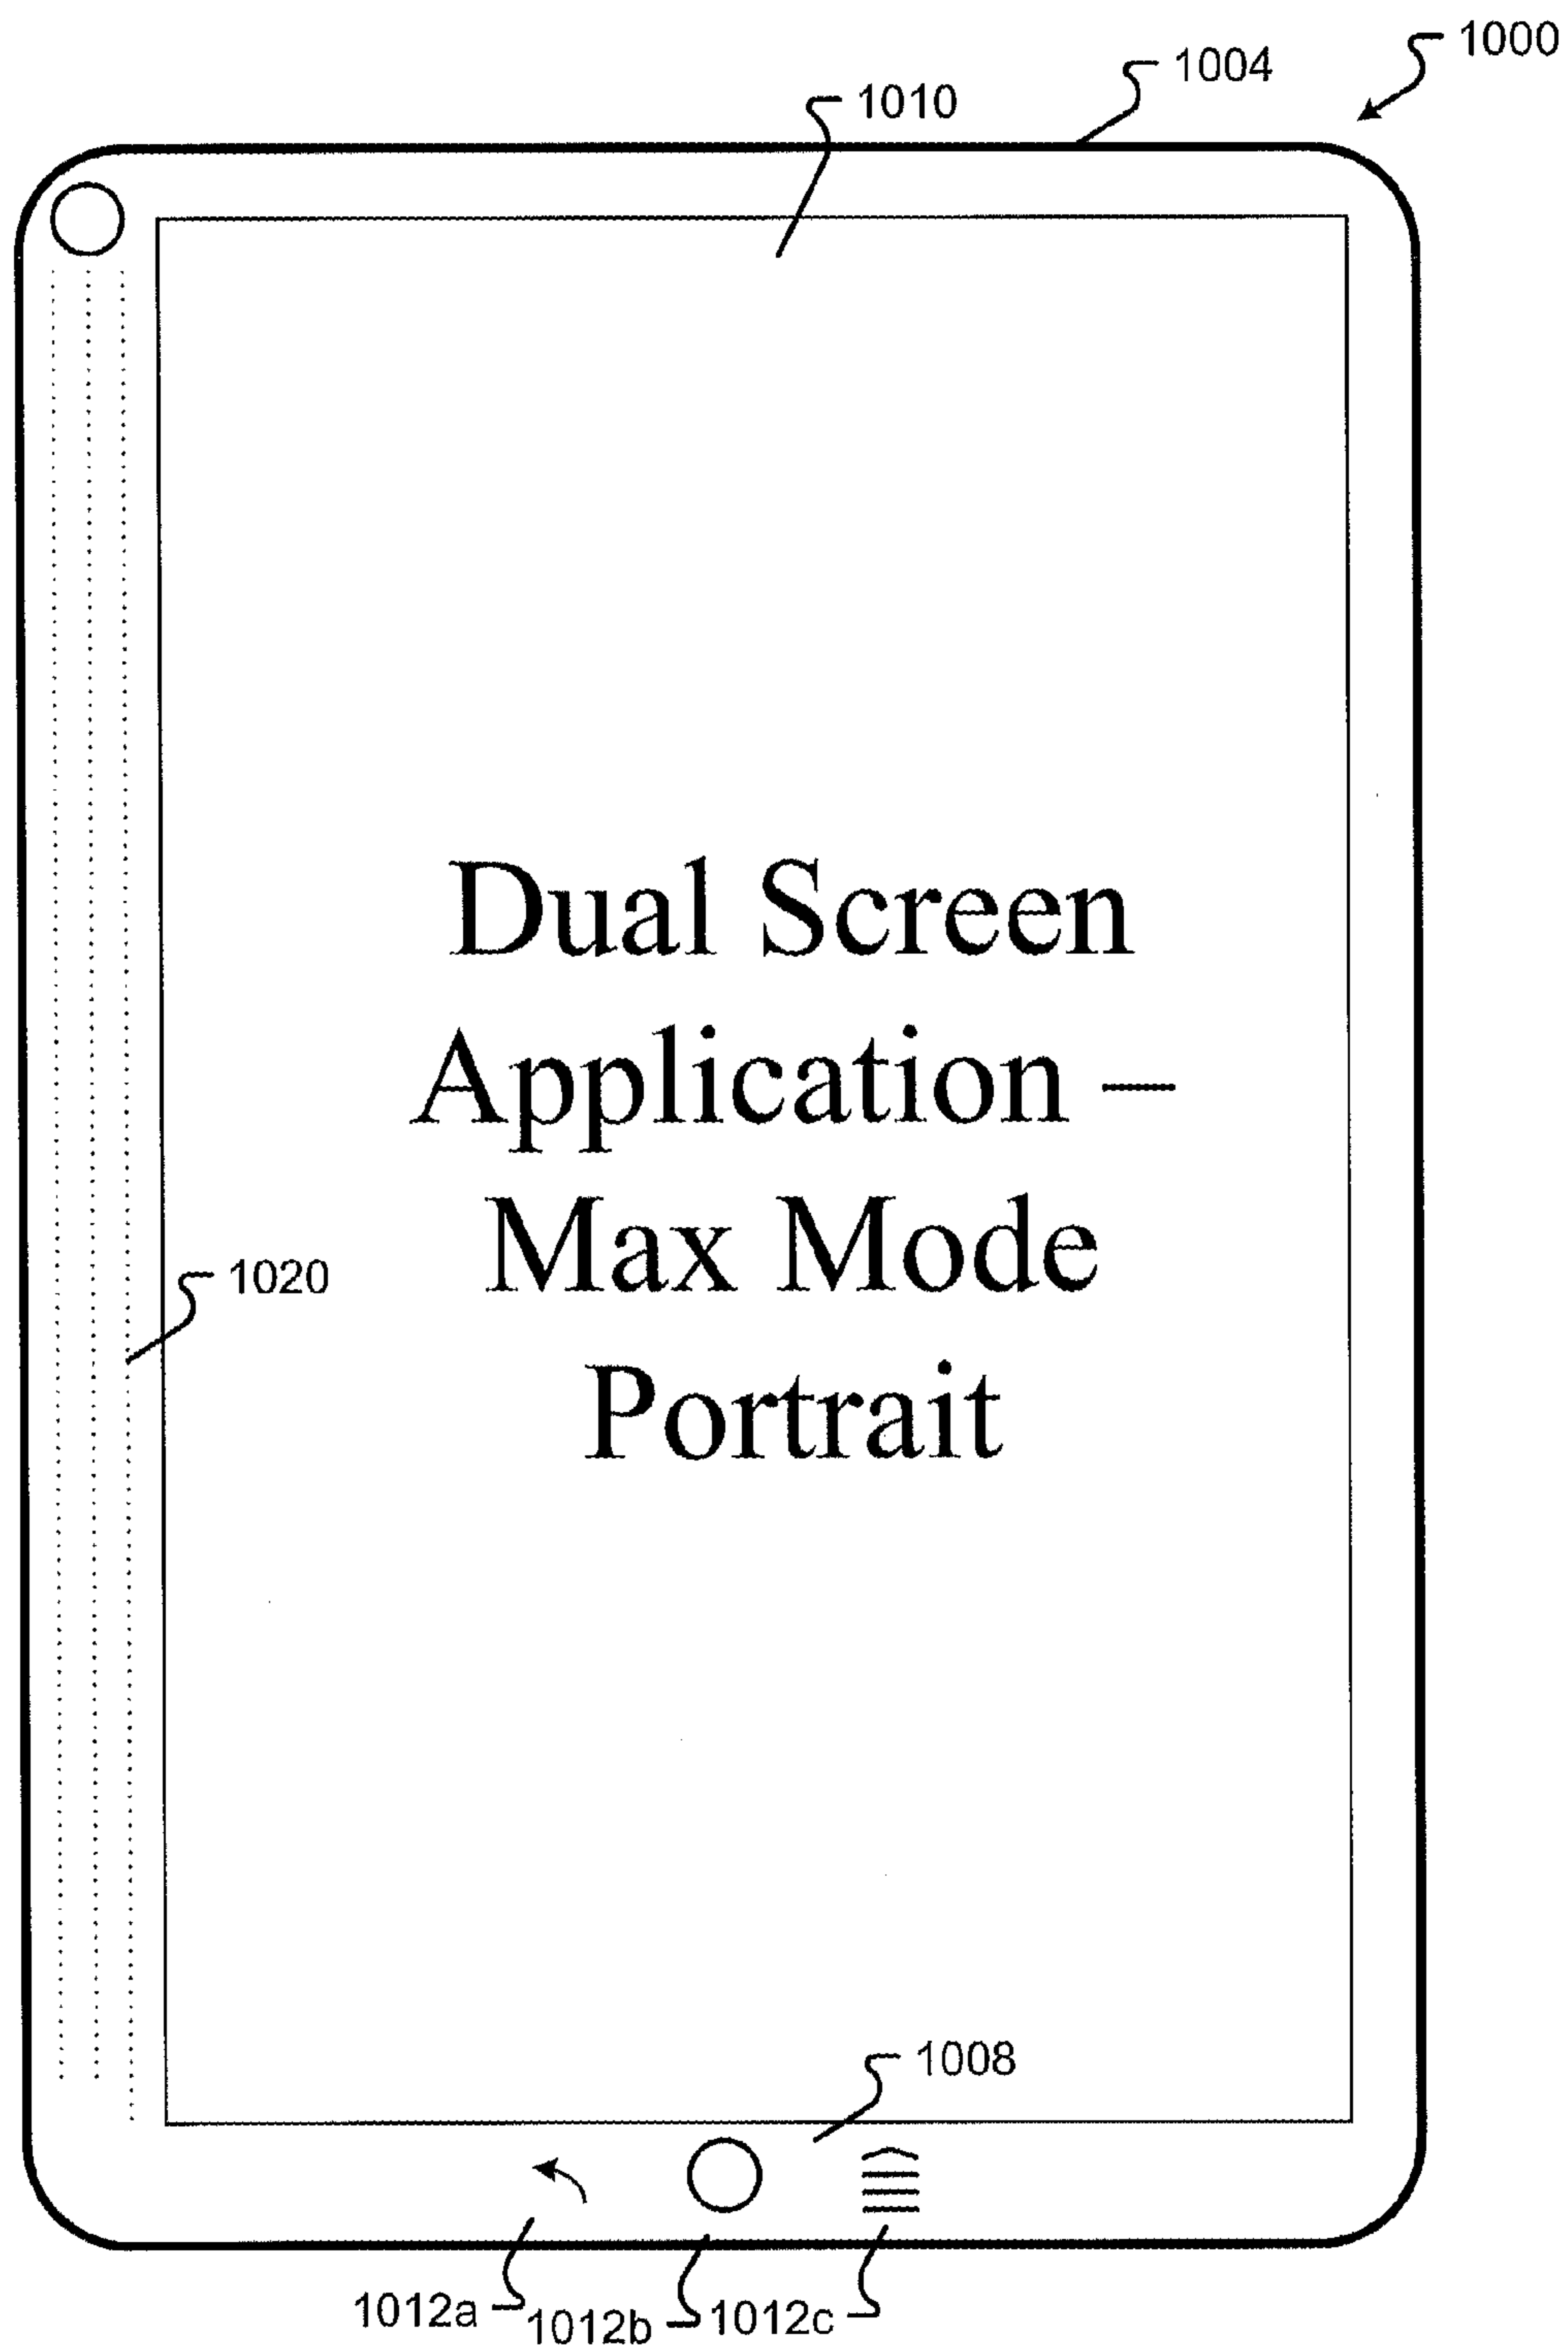 1000
1004
1010
Dual Screen
Application –
Max Mode
Portrait
1020
1008
1012a
1012b
1012c